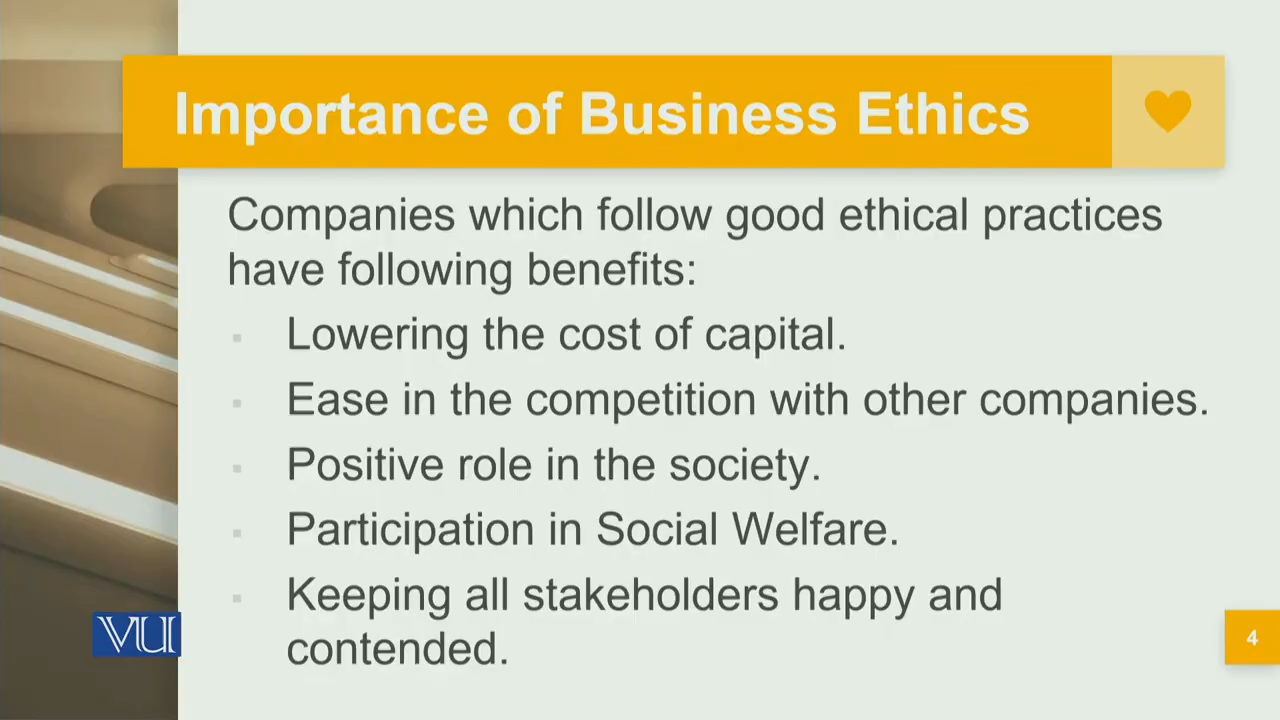 Importance of Business Ethics
Companies which follow good ethical practices
have following benefits:
Lowering the cost of capital.
Ease in the competition with other companies.
Positive role in the society.
Participation in Social Welfare.
Keeping all stakeholders happy and
contended.
VU
4